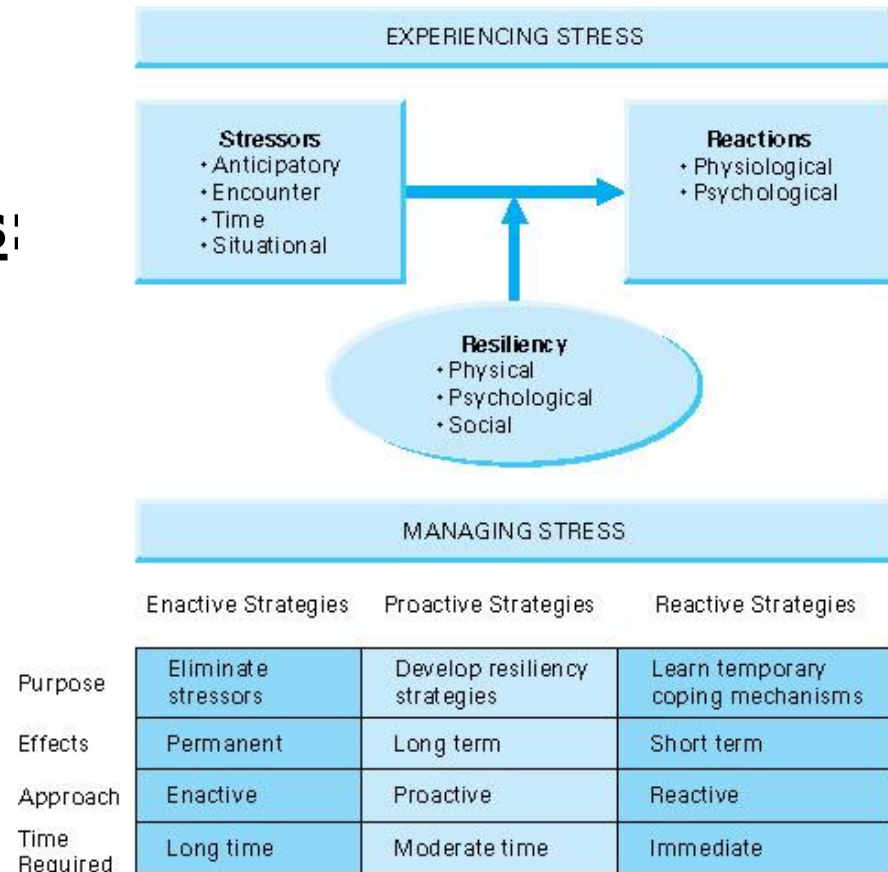 EXPERIENCING STRESS
Stressors
• Anticipatory
• Encounter
• Time
• Situational
Reactions
• Physiological
• Psychological
Resiliency
• Physical
• Psychological
• Social
MANAGING STRESS
Enactive Strategies Proactive Strategies Reactive Strategies
Purpose
Eliminate
stressors
Develop resiliency
strategies
Learn temporary
coping mechanisms
Effects Permanent Long term Short term
Approach Enactive Proactive Reactive
Time
Required
Long time Moderate time Immediate